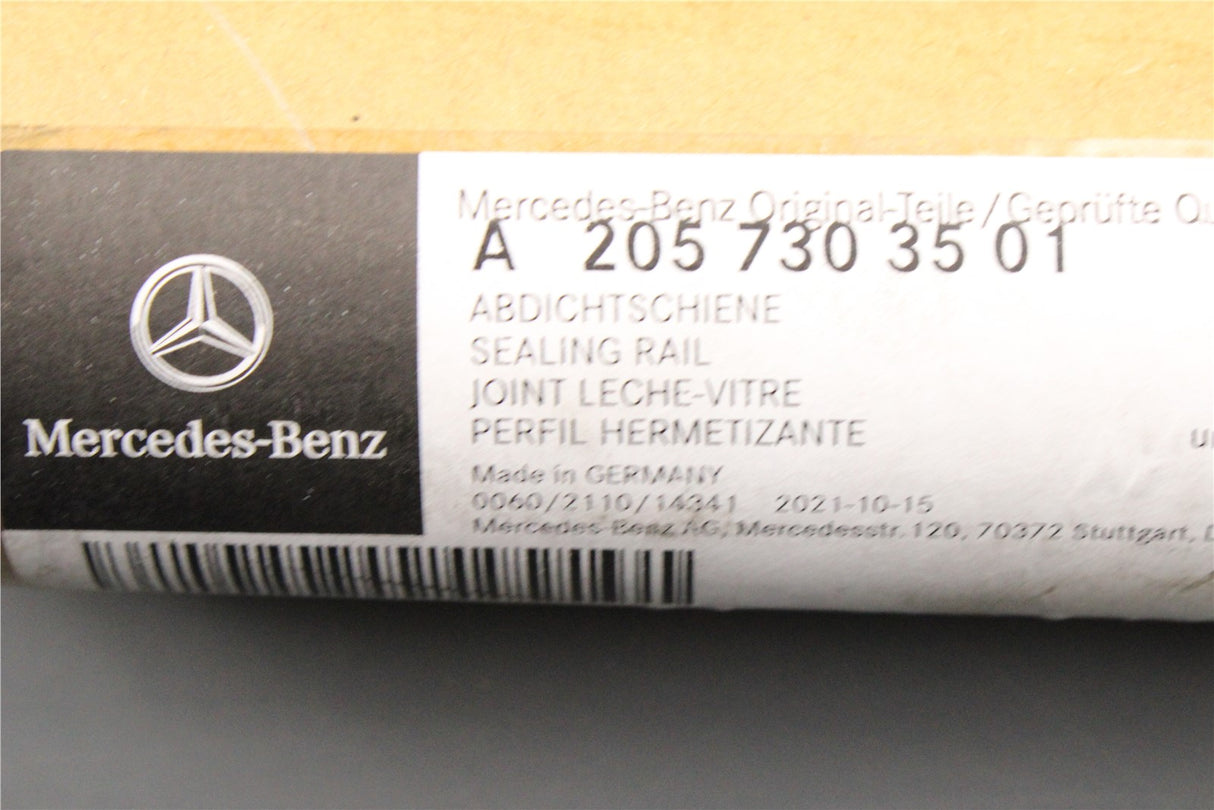 Mercedes-Benz
Mercedes-Benz Original-Teile / Geprüfte
A 205 730 35 01
ABDICHTSCHIENE
SEALING RAIL
JOINT LECHE-VITRE
PERFIL HERMETIZANTE
Made in GERMANY
0060/2110/14341 2021-10-15
Mercedes-Benz AG, Mercedesstr. 120, 70372 Stuttgart,